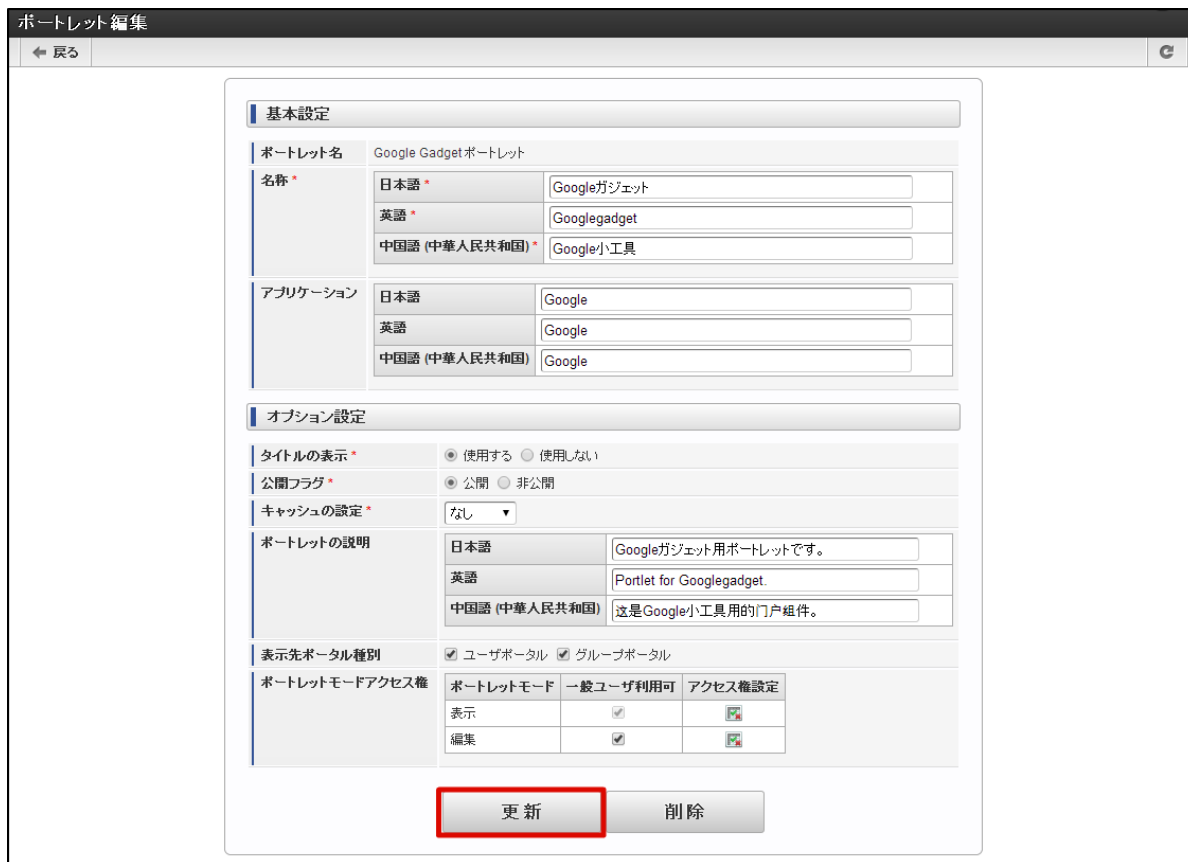 ポートレット編集
戻る
基本設定
ポートレット名 Google Gadgetポートレット
名称 *
日本語 * Googleガジェット
英語 * Googlegadget
中国語 (中華人民共和国) * Google小工具
アプリケーション
日本語 Google
英語 Google
中国語 (中華人民共和国) Google
オプション設定
タイトルの表示 * 使用する 使用しない
公開フラグ * 公開 非公開
キャッシュの設定 * なし
ポートレットの説明
日本語 Googleガジェット用ポートレットです。
英語 Portlet for Googlegadget.
中国語 (中華人民共和国) 这是Google小工具用的门户组件。
表示先ポータル種別 ユーザポータル グループポータル
ポートレットモードアクセス権
ポートレットモード 一般ユーザ利用可 アクセス権設定
表示
編集
更新 削除